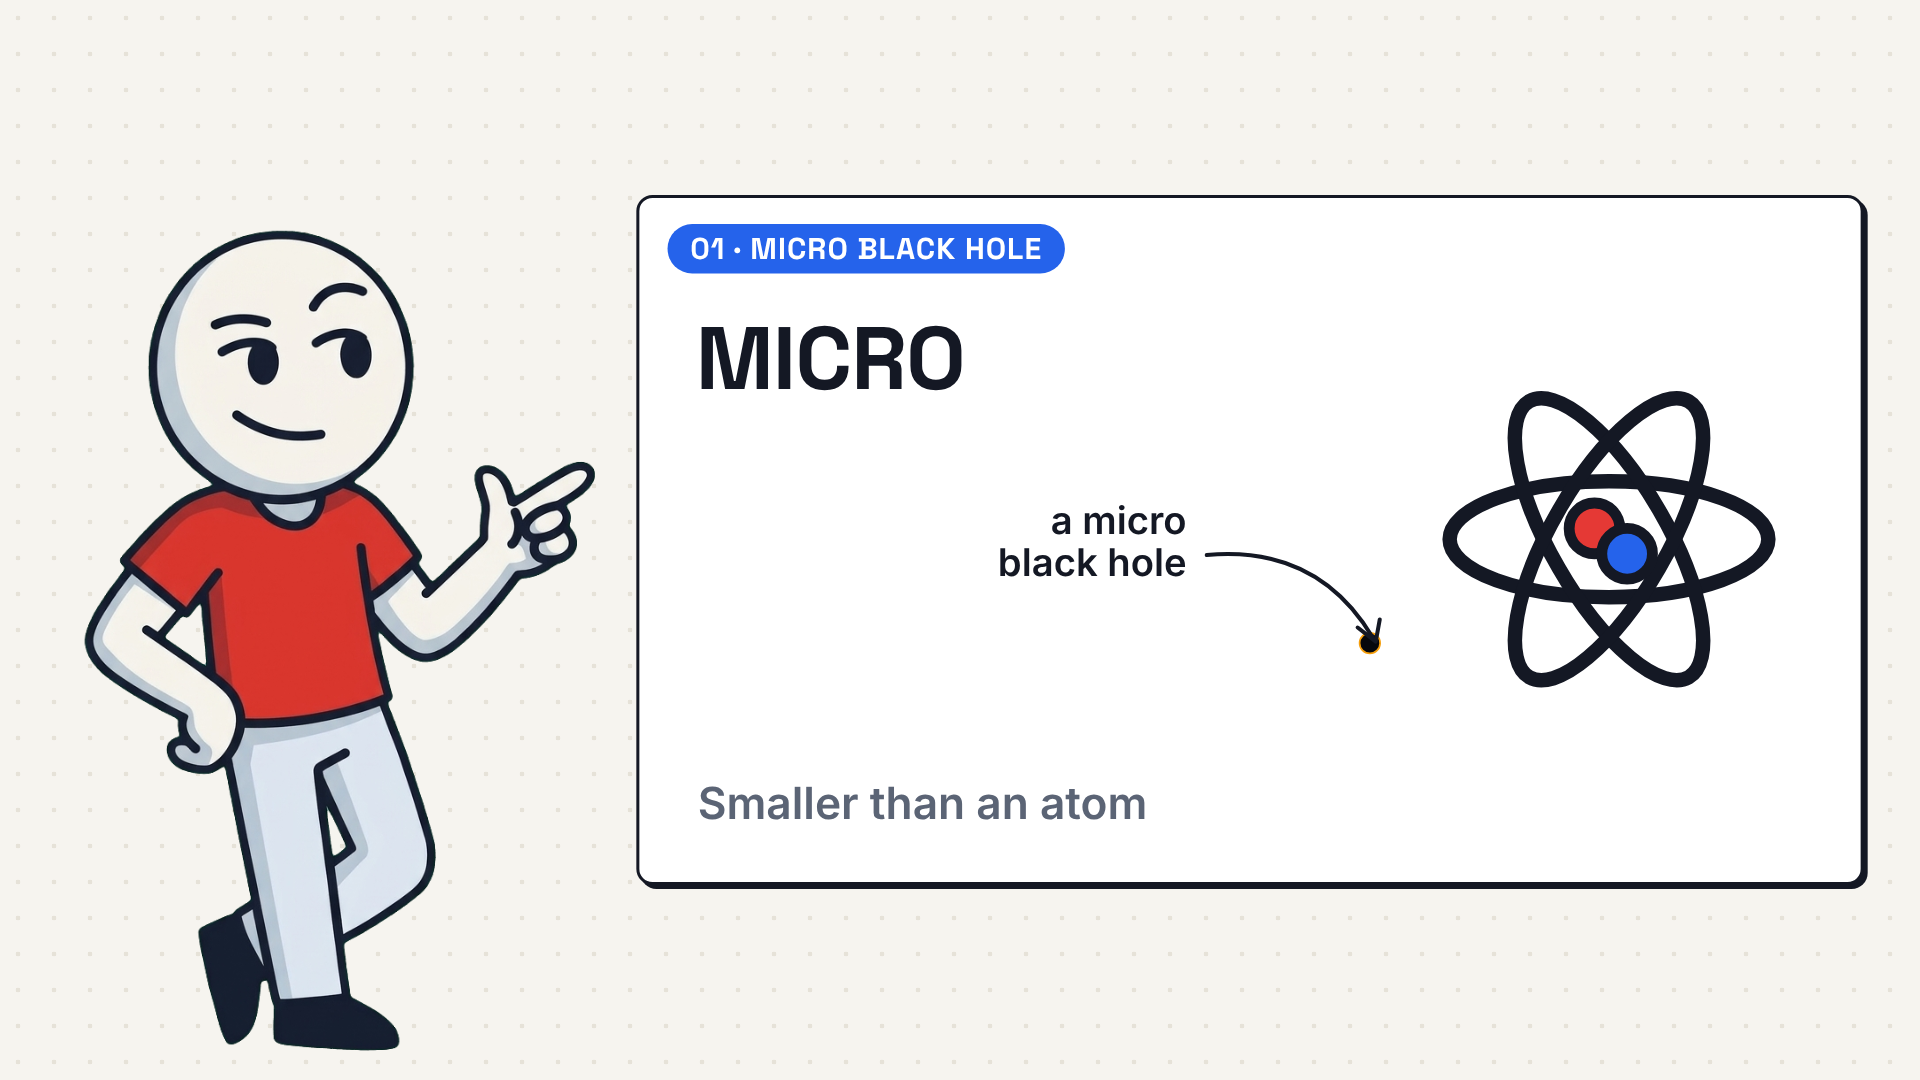 01 · MICRO BLACK HOLE
MICRO
a micro
black hole
Smaller than an atom